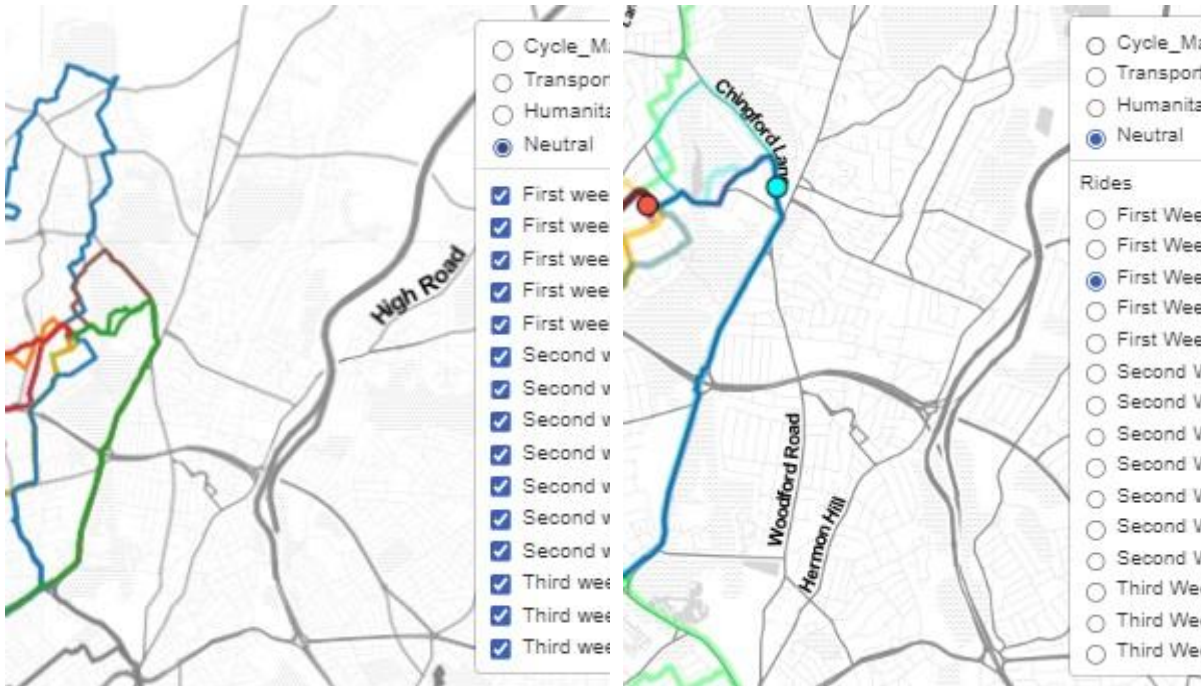 Cycle_Ma
Transpor
Humanita
Neutral
First wee
First wee
First wee
First wee
First wee
Second w
Second w
Second w
Second w
Second w
Second w
Second w
Third wee
Third wee
Third wee
High Road
Chingford Lane
Woodford Road
Hermon Hill
Cycle_Ma
Transport
Humanita
Neutral
Rides
First Wee
First Wee
First Wee
First Wee
First Wee
Second W
Second W
Second W
Second W
Second W
Second W
Second W
Third Wee
Third Wee
Third Wee